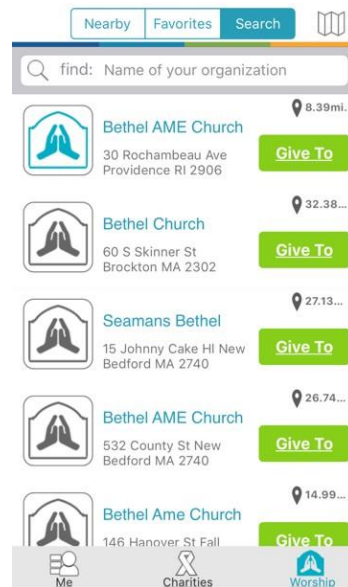 Nearby Favorites Search
find: Name of your organization
8.39mi.
Bethel AME Church
30 Rochambeau Ave
Providence RI 2906
Give To
32.38...
Bethel Church
60 S Skinner St
Brockton MA 2302
Give To
27.13...
Seamans Bethel
15 Johnny Cake Hl New
Bedford MA 2740
Give To
26.74...
Bethel AME Church
532 County St New
Bedford MA 2740
Give To
14.99...
Bethel Ame Church
146 Hanover St Fall
Give To
Me Charities Worship